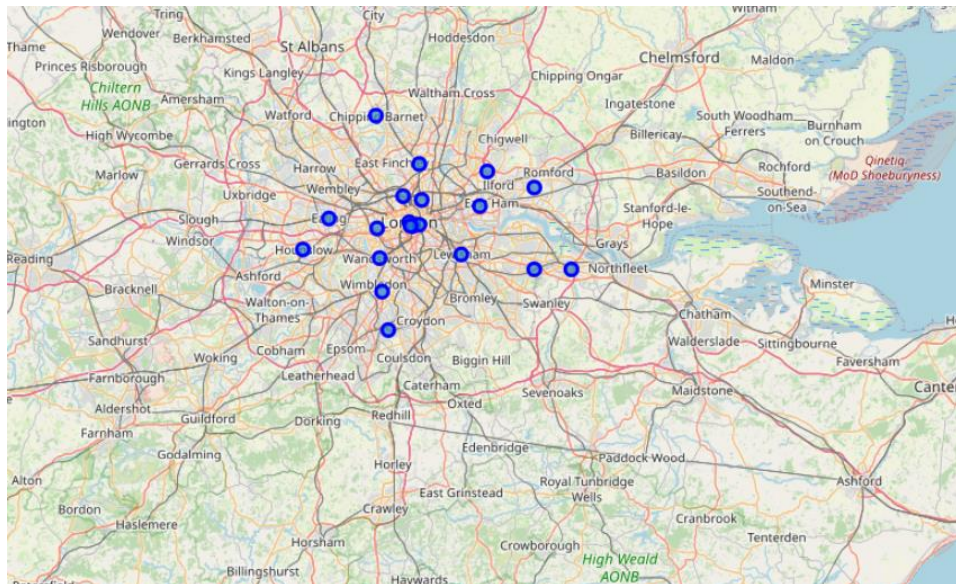 Tring
City
Witham
Thame
Wendover
Berkhamsted
Hoddesdon
St Albans
Chelmsford
Maldon
Princes Risborough
Kings Langley
Chipping Ongar
Chiltern
Hills AONB
Amersham
Waltham Cross
Ingatestone
Watford
Chipping Barnet
South Woodham
Ferrers
Burnham
on Crouch
High Wycombe
Chigwell
Billericay
Marlow
Gerrards Cross
Harrow
East Finch
Romford
Basildon
Rochford
Qinetiq
(MoD Shoeburyness)
Uxbridge
Wembley
Ilford
East Ham
Southend-
on-Sea
Slough
Stanford-le-
Hope
Windsor
Grays
Reading
Wandsworth
Northfleet
Bracknell
Ashford
Wimbledon
Walton-on-
Thames
Bromley
Swanley
Minster
Chatham
Croydon
Sandhurst
Epsom
Cobham
Woking
Coulsdon
Biggin Hill
Walderslade
Sittingbourne
Faversham
Farnborough
Leatherhead
Caterham
Sevenoaks
Maidstone
Aldershot
Guildford
Dorking
Redhill
Oxted
Farnham
Godalming
Edenbridge
Paddock Wood
Horley
Alton
Royal Tunbridge
Wells
Ashford
Bordon
Crawley
East Grinstead
Cranbrook
Haslemere
Tenterden
Horsham
Crowborough
Billingshurst
High Weald
AONB
Haywards